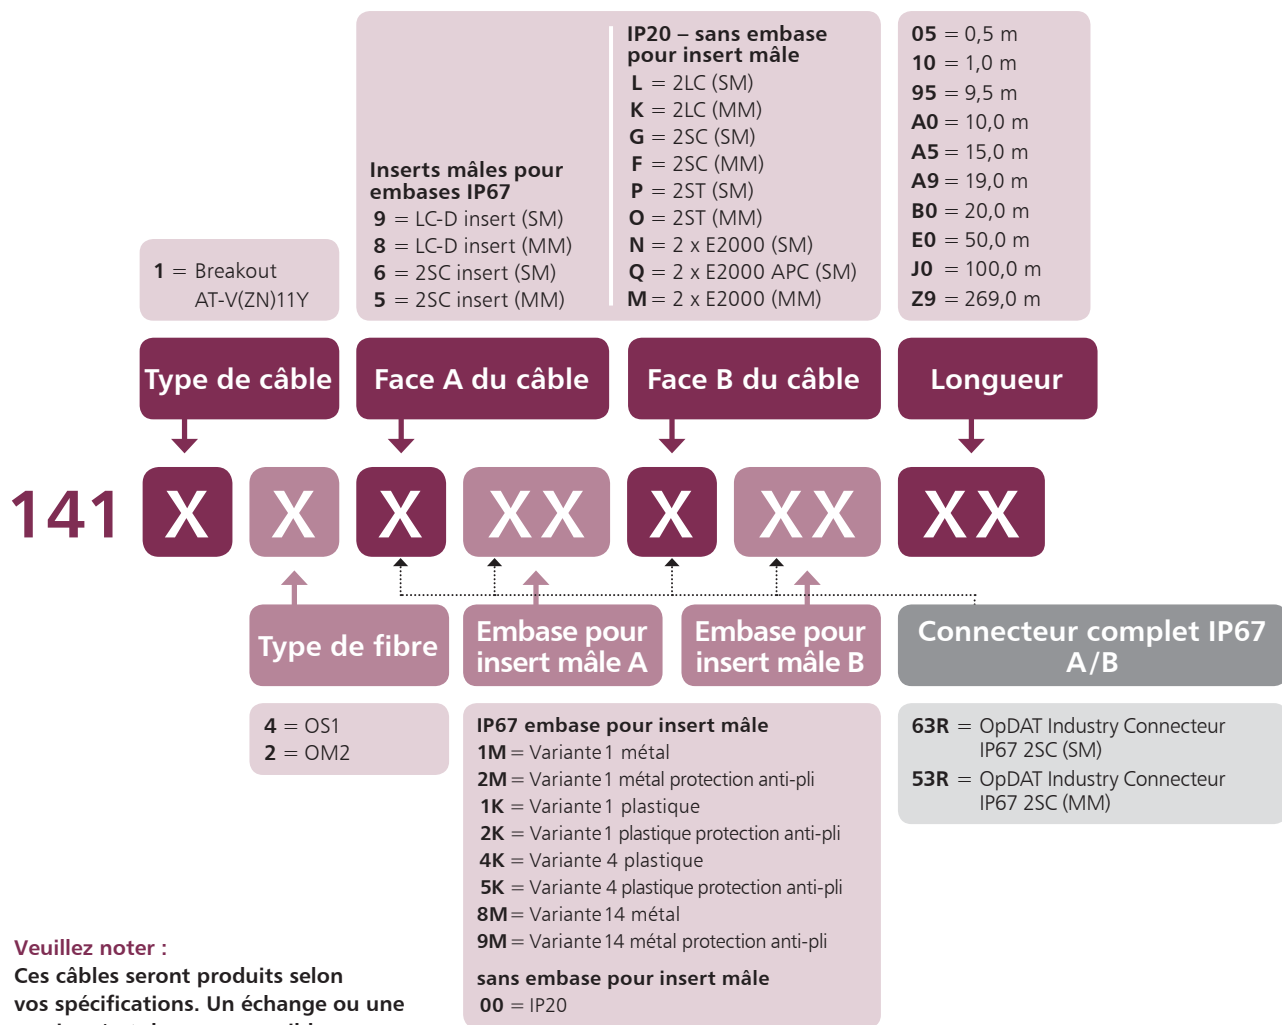 IP20 – sans embase
pour insert mâle
L = 2LC (SM)
K = 2LC (MM)
G = 2SC (SM)
F = 2SC (MM)
P = 2ST (SM)
O = 2ST (MM)
N = 2 x E2000 (SM)
Q = 2 x E2000 APC (SM)
M = 2 x E2000 (MM)
Inserts mâles pour
embases IP67
9 = LC-D insert (SM)
8 = LC-D insert (MM)
6 = 2SC insert (SM)
5 = 2SC insert (MM)
05 = 0,5 m
10 = 1,0 m
95 = 9,5 m
A0 = 10,0 m
A5 = 15,0 m
A9 = 19,0 m
B0 = 20,0 m
E0 = 50,0 m
J0 = 100,0 m
Z9 = 269,0 m
1 = Breakout
AT-V(ZN)11Y
Type de câble
Face A du câble
Face B du câble
Longueur
141 X X X XX X XX XX
Type de fibre
Embase pour
insert mâle A
Embase pour
insert mâle B
Connecteur complet IP67
A/B
4 = OS1
2 = OM2
IP67 embase pour insert mâle
1M = Variante 1 métal
2M = Variante 1 métal protection anti-pli
1K = Variante 1 plastique
2K = Variante 1 plastique protection anti-pli
4K = Variante 4 plastique
5K = Variante 4 plastique protection anti-pli
8M = Variante 14 métal
9M = Variante 14 métal protection anti-pli
sans embase pour insert mâle
00 = IP20
63R = OpDAT Industry Connecteur
IP67 2SC (SM)
53R = OpDAT Industry Connecteur
IP67 2SC (MM)
Veuillez noter :
Ces câbles seront produits selon
vos spécifications. Un échange ou une